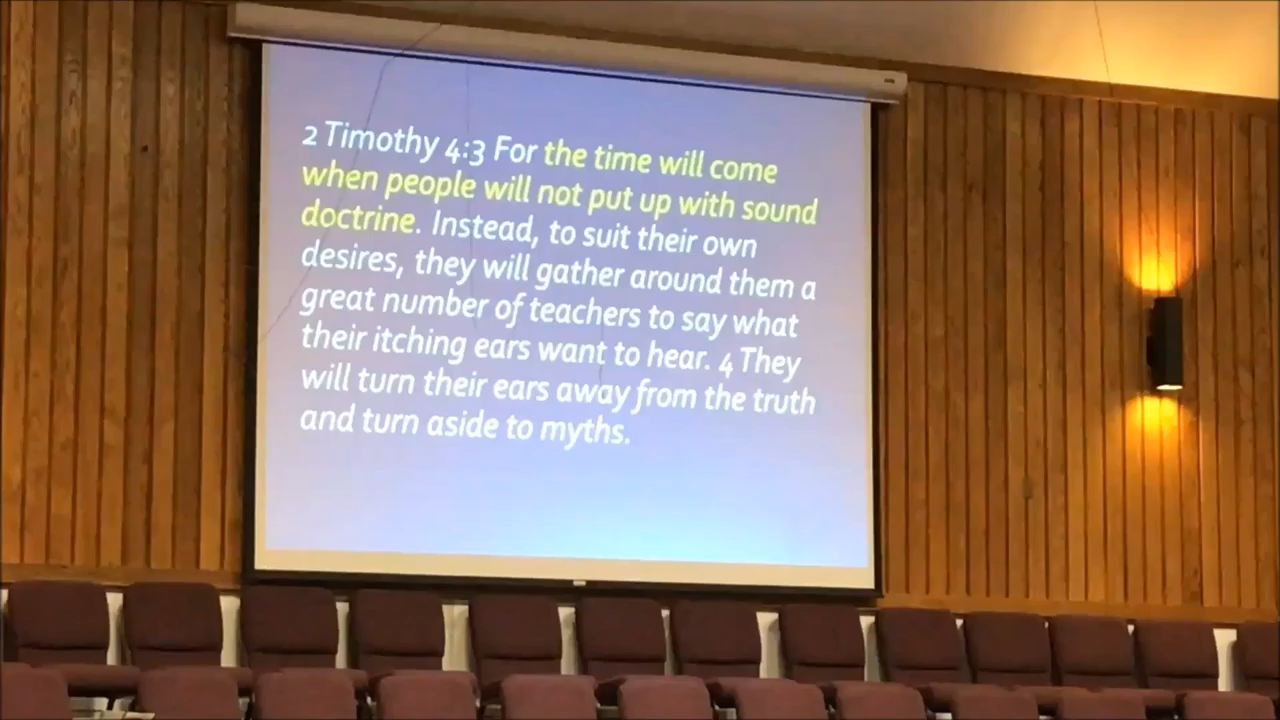 2 Timothy 4:3 For the time will come
when people will not put up with sound
doctrine. Instead, to suit their own
desires, they will gather around them a
great number of teachers to say what
their itching ears want to hear. 4 They
will turn their ears away from the truth
and turn aside to myths.